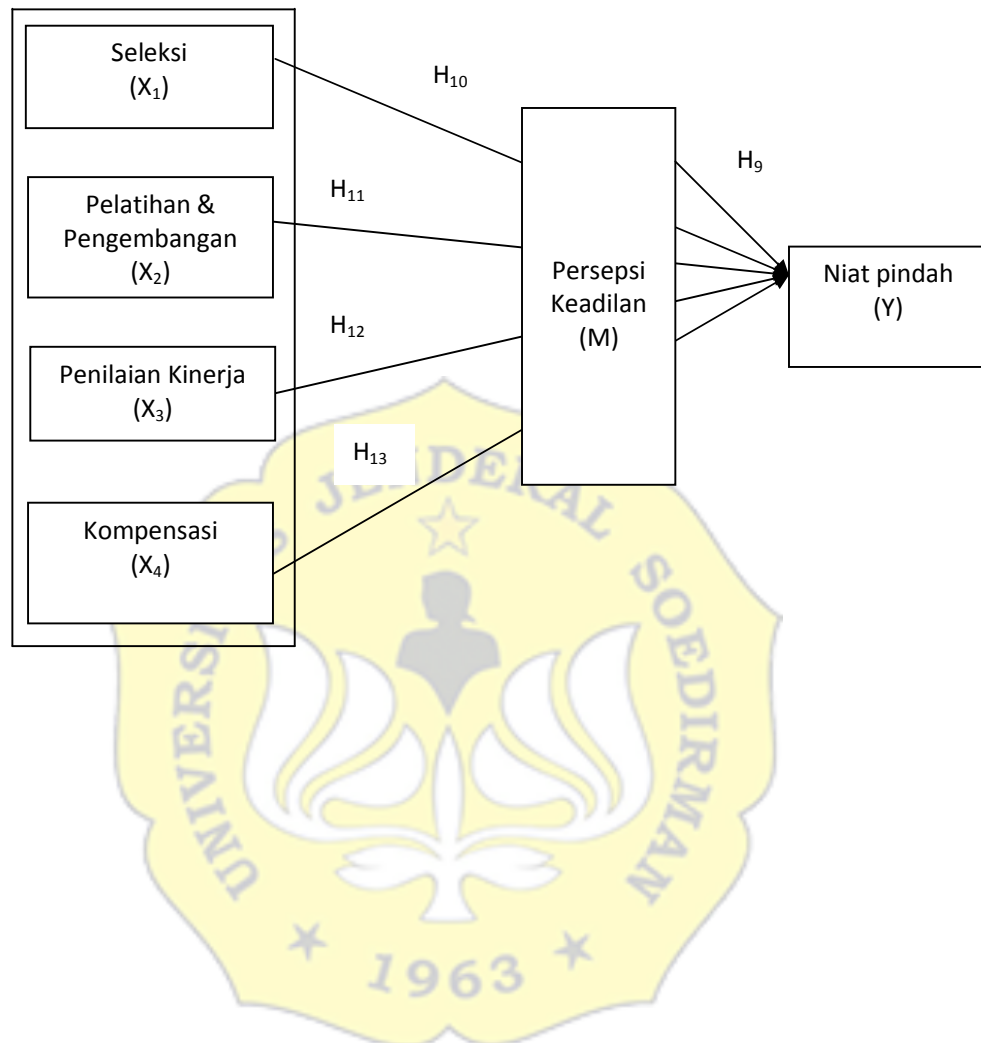 Seleksi
(X₁)
H₁₀
Pelatihan &
Pengembangan
(X₂)
H₁₁
Persepsi
Keadilan
(M)
H₉
Niat pindah
(Y)
Penilaian Kinerja
(X₃)
H₁₂
Kompensasi
(X₄)
H₁₃
JENDERAL SOEDIRMAN
1963